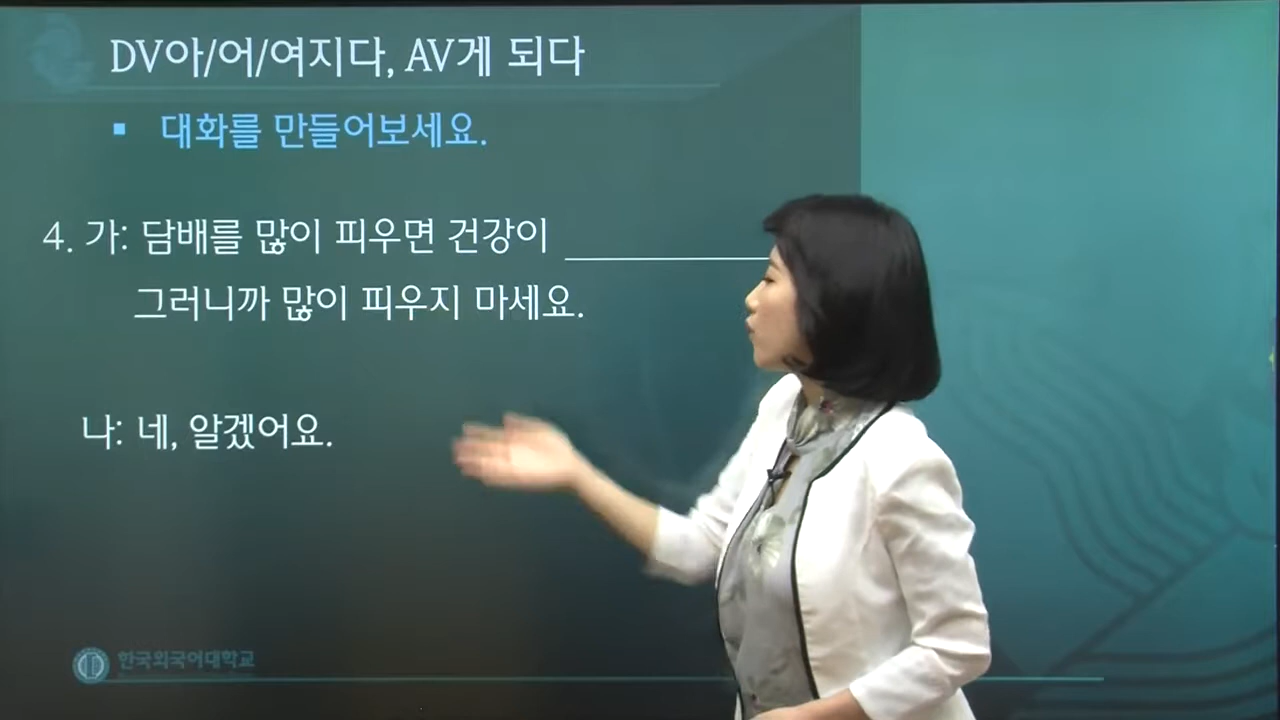 DV아/어/여지다, AV게 되다
▪ 대화를 만들어보세요.
4. 가: 담배를 많이 피우면 건강이 __________
그러니까 많이 피우지 마세요.
나: 네, 알겠어요.
한국외국어대학교